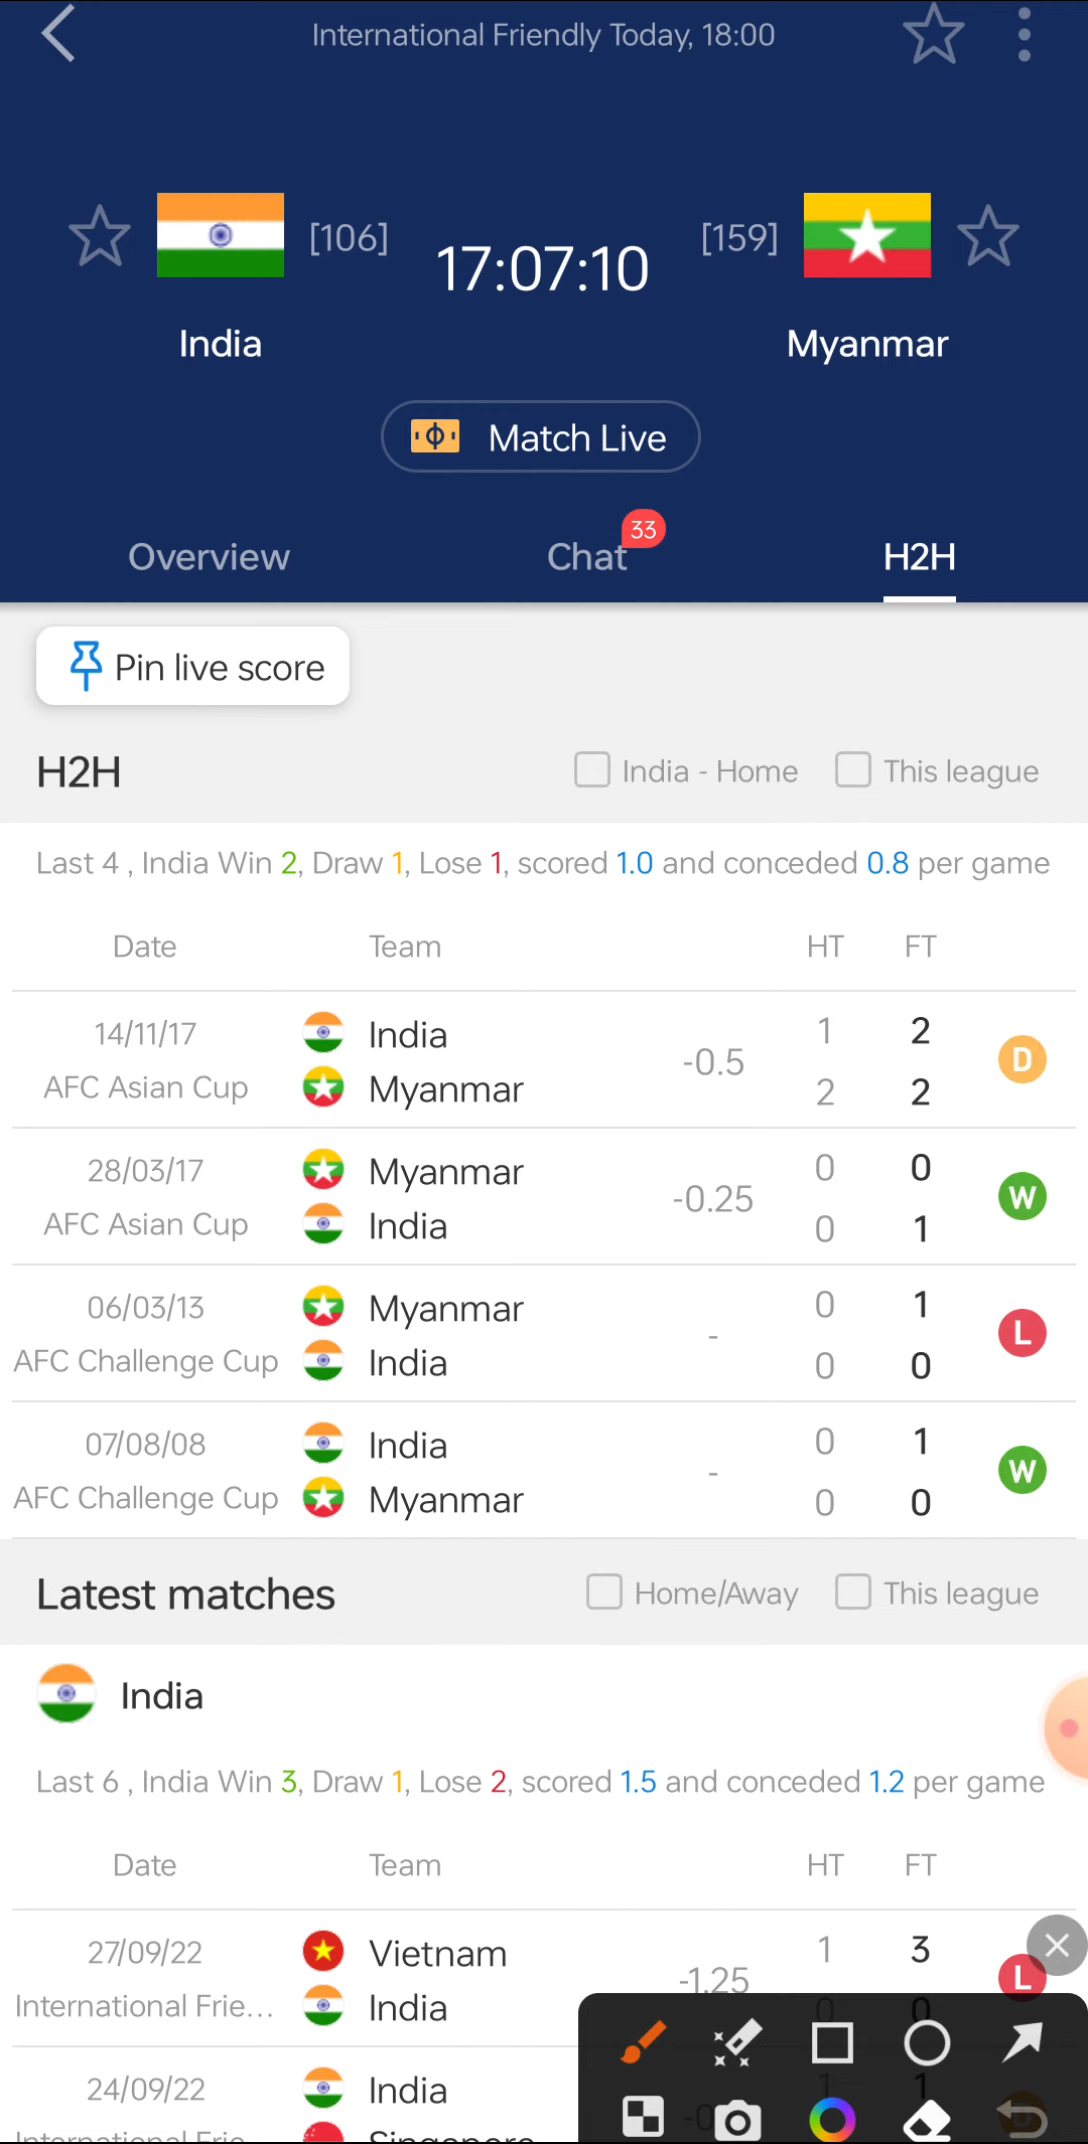 International Friendly Today, 18:00
[106] 17:07:10 [159]
India Myanmar
Match Live
33
Overview Chat H2H
Pin live score
H2H India - Home This league
Last 4 , India Win 2, Draw 1, Lose 1, scored 1.0 and conceded 0.8 per game
Date Team HT FT
14/11/17 India 1 2
-0.5 D
AFC Asian Cup Myanmar 2 2
28/03/17 Myanmar 0 0
-0.25 W
AFC Asian Cup India 0 1
06/03/13 Myanmar 0 1
- L
AFC Challenge Cup India 0 0
07/08/08 India 0 1
- W
AFC Challenge Cup Myanmar 0 0
Latest matches Home/Away This league
India
Last 6 , India Win 3, Draw 1, Lose 2, scored 1.5 and conceded 1.2 per game
Date Team HT FT
27/09/22 Vietnam 1 3
-1.25 L
International Frie... India 0 0
24/09/22 India 1 1